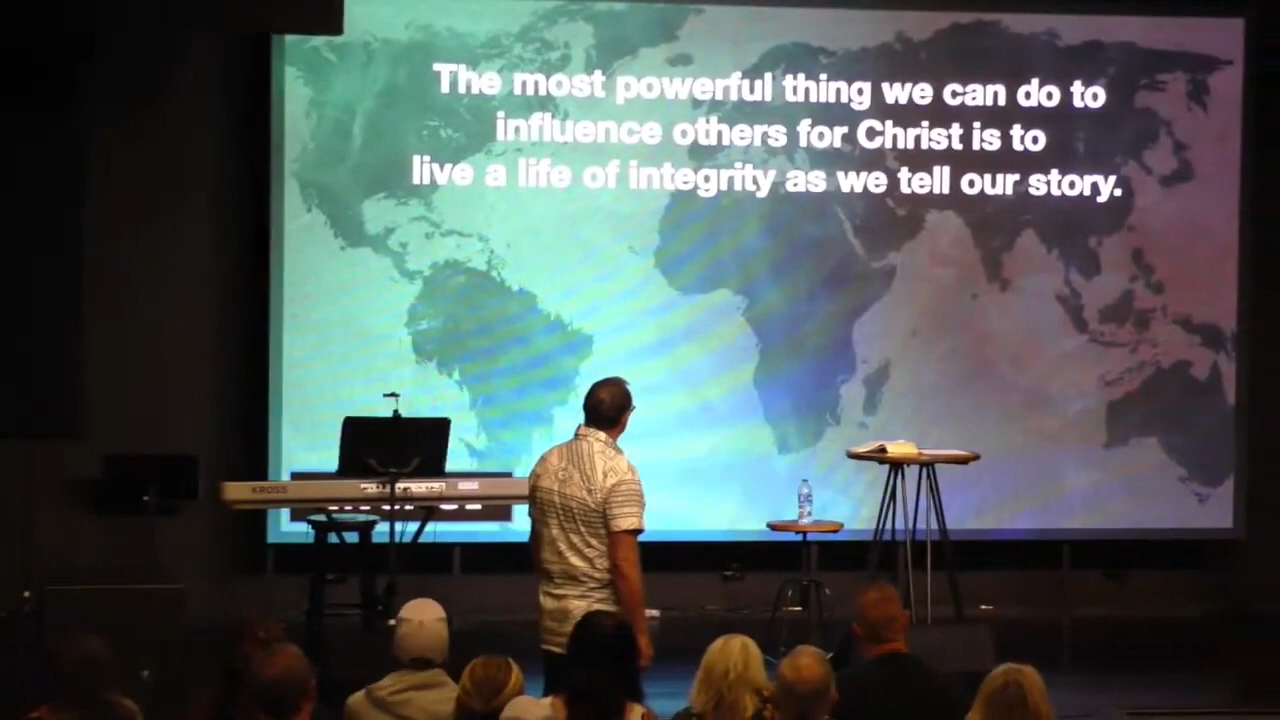 The most powerful thing we can do to
influence others for Christ is to
live a life of integrity as we tell our story.
KROSS